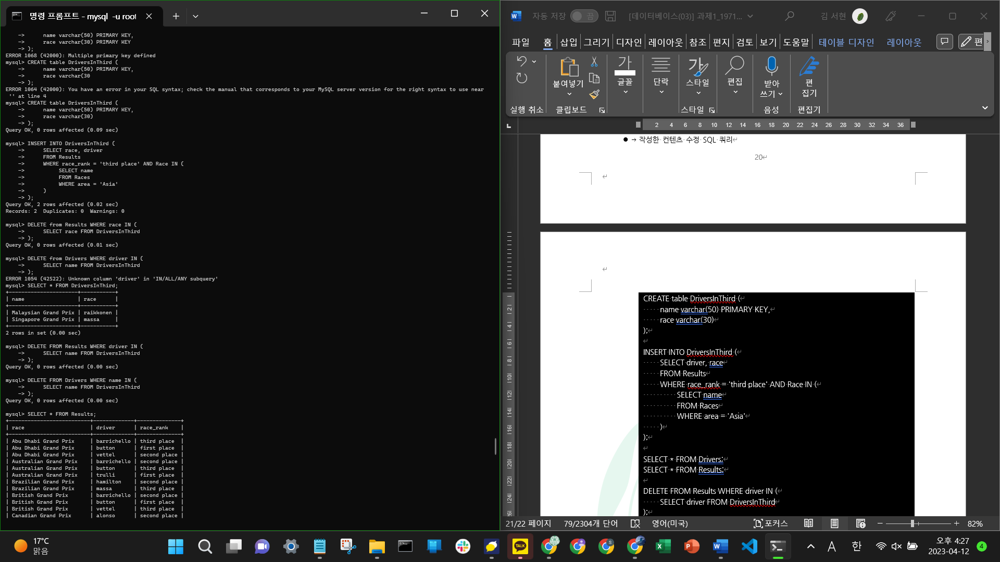 명령 프롬프트 - mysql  -u root
    ->      name varchar(50) PRIMARY KEY,
    ->      race varchar(30) PRIMARY KEY
    -> );
ERROR 1068 (42000): Multiple primary key defined
mysql> CREATE table DriversInThird (
    ->      name varchar(50) PRIMARY KEY,
    ->      race varchar(30
    -> );
ERROR 1064 (42000): You have an error in your SQL syntax; check the manual that corresponds to your MySQL server version for the right syntax to use near
 '' at line 4
mysql> CREATE table DriversInThird (
    ->      name varchar(50) PRIMARY KEY,
    ->      race varchar(30)
    -> );
Query OK, 0 rows affected (0.09 sec)
mysql> INSERT INTO DriversInThird (
    ->      SELECT race, driver
    ->      FROM Results
    ->      WHERE race_rank = 'third place' AND Race IN (
    ->           SELECT name
    ->           FROM Races
    ->           WHERE area = 'Asia'
    ->      )
    -> );
Query OK, 2 rows affected (0.02 sec)
Records: 2  Duplicates: 0  Warnings: 0
mysql> DELETE from Results WHERE race IN (
    ->      SELECT race FROM DriversInThird
    -> );
Query OK, 0 rows affected (0.01 sec)
mysql> DELETE from Drivers WHERE driver IN (
    ->      SELECT name FROM DriversInThird
    -> );
ERROR 1054 (42S22): Unknown column 'driver' in 'IN/ALL/ANY subquery'
mysql> SELECT * FROM DriversInThird;
+----------------------+-----------+
| name                 | race      |
+----------------------+-----------+
| Malaysian Grand Prix | raikkonen |
| Singapore Grand Prix | massa     |
+----------------------+-----------+
2 rows in set (0.00 sec)
mysql> DELETE FROM Results WHERE driver IN (
    ->      SELECT name FROM DriversInThird
    -> );
Query OK, 0 rows affected (0.00 sec)
mysql> DELETE FROM Drivers WHERE name IN (
    ->      SELECT name FROM DriversInThird
    -> );
Query OK, 0 rows affected (0.00 sec)
mysql> SELECT * FROM Results;
+--------------------------+-------------+--------------+
| race                     | driver      | race_rank    |
+--------------------------+-------------+--------------+
| Abu Dhabi Grand Prix     | barrichello | third place  |
| Abu Dhabi Grand Prix     | button      | first place  |
| Abu Dhabi Grand Prix     | vettel      | second place |
| Australian Grand Prix    | barrichello | second place |
| Australian Grand Prix    | button      | third place  |
| Australian Grand Prix    | trulli      | first place  |
| Brazilian Grand Prix     | hamilton    | second place |
| Brazilian Grand Prix     | massa       | third place  |
| British Grand Prix       | barrichello | second place |
| British Grand Prix       | button      | first place  |
| British Grand Prix       | vettel      | third place  |
| Canadian Grand Prix      | alonso      | second place |
자동 저장 끔 [데이터베이스(03)] 과제1_1971... 김 서현
파일 홈 삽입 그리기 디자인 레이아웃 참조 편지 검토 보기 도움말 테이블 디자인 레이아웃 편
붙여넣기 가 글꼴 단락 가 스타일 편집 받아쓰기 편집기
실행 취소 클립보드 스타일 음성 편집기
2 4 6 8 10 12 14 16 18 20 22 24 26 28 30 32 34 36
● → 작성한 컨텐츠 수정 SQL 쿼리
20
CREATE table DriversInThird (
     name varchar(50) PRIMARY KEY,
     race varchar(30)
);
INSERT INTO DriversInThird (
     SELECT driver, race
     FROM Results
     WHERE race_rank = 'third place' AND Race IN (
          SELECT name
          FROM Races
          WHERE area = 'Asia'
     )
);
SELECT * FROM Drivers;
SELECT * FROM Results;
DELETE FROM Results WHERE driver IN (
     SELECT driver FROM DriversInThird
);
2 4 6 8 10 12 14 16 18 20 22 24 26
21/22 페이지 79/2304개 단어 영어(미국) 포커스 82%
17°C
맑음
TALK
A 한
오후 4:27
2023-04-12
4